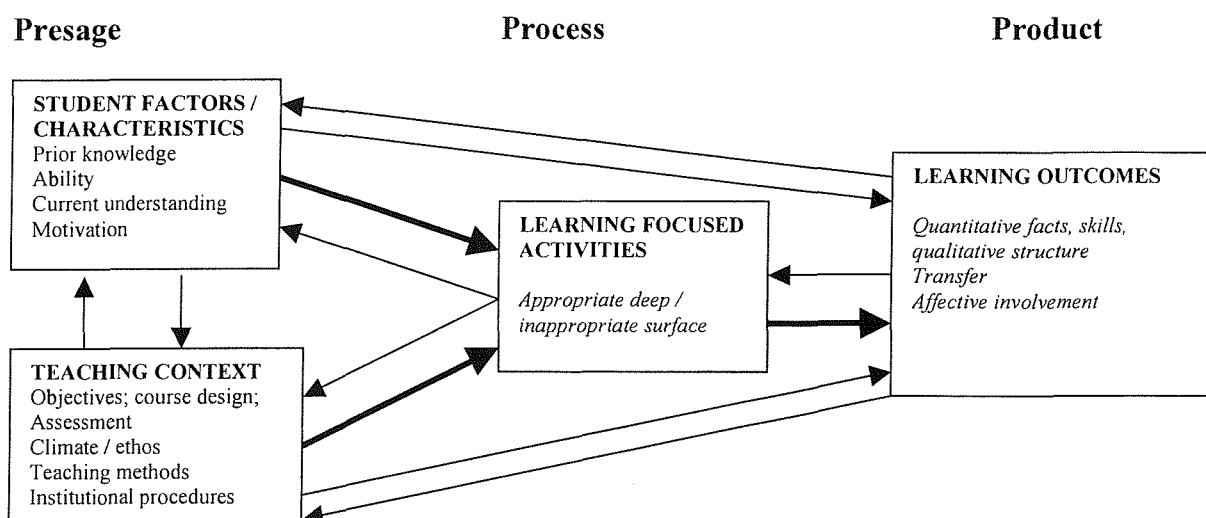 Presage
Process
Product
STUDENT FACTORS /
CHARACTERISTICS
Prior knowledge
Ability
Current understanding
Motivation
TEACHING CONTEXT
Objectives; course design;
Assessment
Climate / ethos
Teaching methods
Institutional procedures
LEARNING FOCUSED
ACTIVITIES
Appropriate deep /
inappropriate surface
LEARNING OUTCOMES
Quantitative facts, skills,
qualitative structure
Transfer
Affective involvement